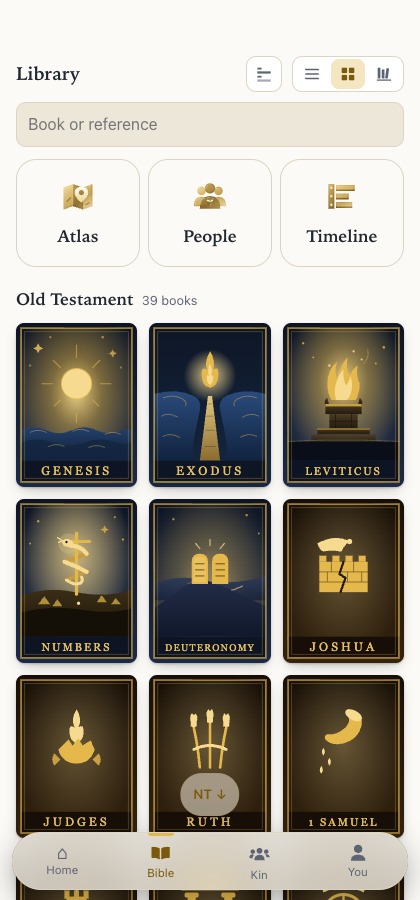 Library
Book or reference
Atlas
People
Timeline
Old Testament 39 books
GENESIS
EXODUS
LEVITICUS
NUMBERS
DEUTERONOMY
JOSHUA
JUDGES
RUTH
1 SAMUEL
NT ↓
Home
Bible
Kin
You